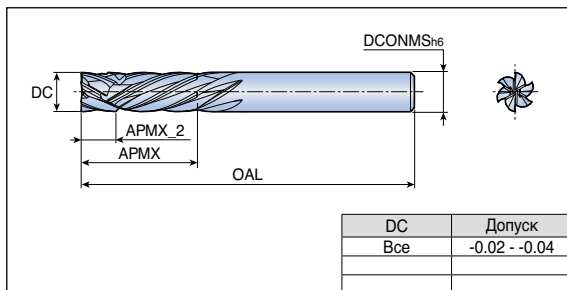 DCONMSh6
DC
APMX_2
APMX
OAL
DC Допуск
Все -0.02 - -0.04